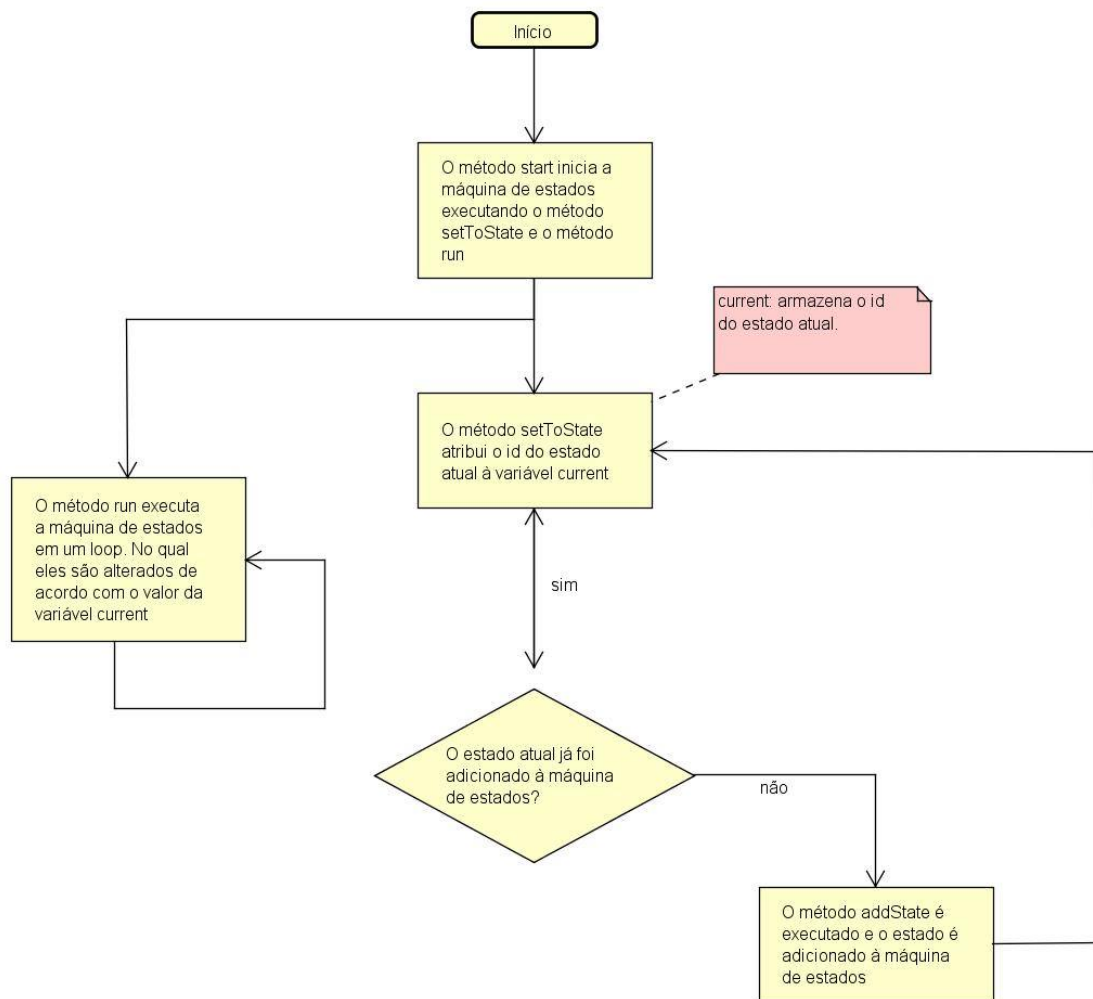 Início
O método start inicia a
máquina de estados
executando o método
setToState e o método
run
current: armazena o id
do estado atual.
O método setToState
atribui o id do estado
atual à variável current
O método run executa
a máquina de estados
em um loop. No qual
eles são alterados de
acordo com o valor da
variável current
sim
O estado atual já foi
adicionado à máquina
de estados?
não
O método addState é
executado e o estado é
adicionado à máquina
de estados